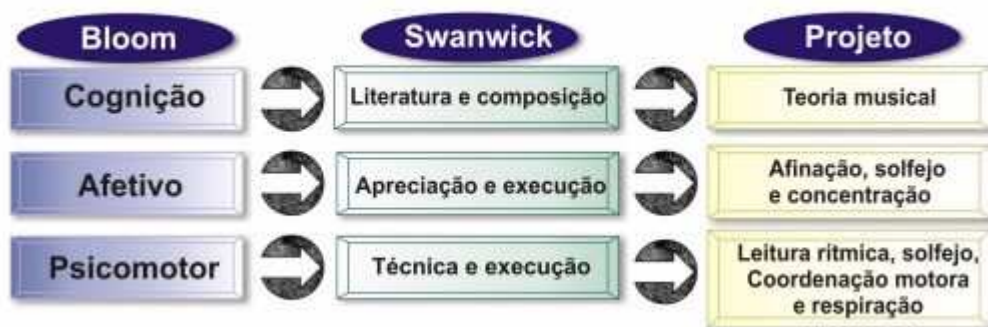 Bloom
Swanwick
Projeto
Cognição
Literatura e composição
Teoria musical
Afetivo
Apreciação e execução
Afinação, solfejo
e concentração
Psicomotor
Técnica e execução
Leitura rítmica, solfejo,
Coordenação motora
e respiração